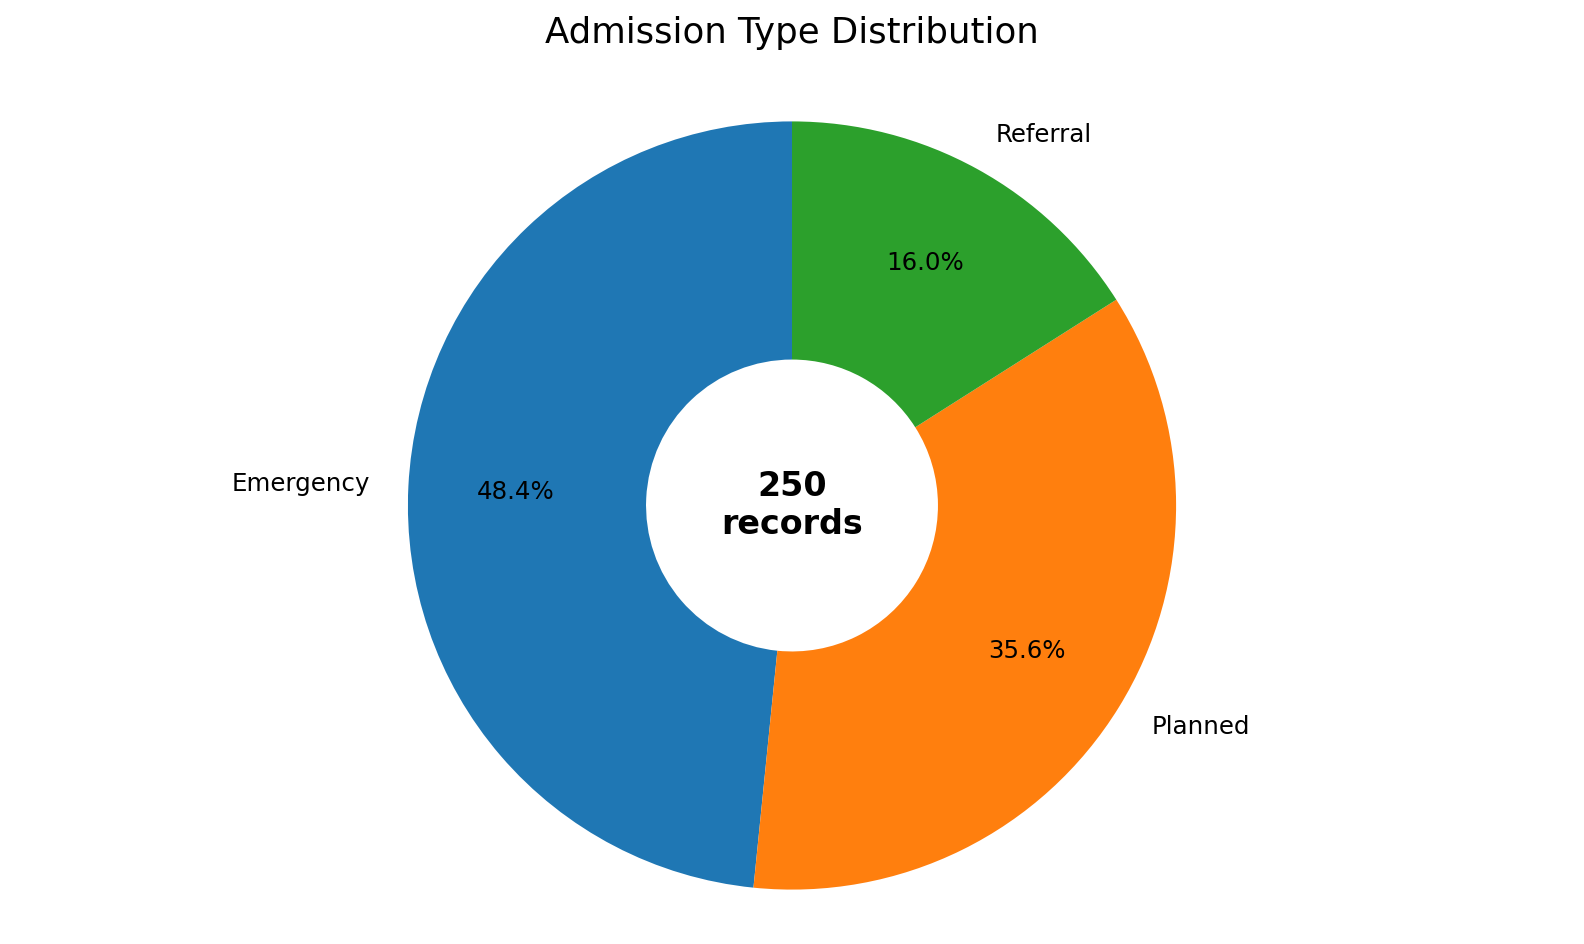 Admission Type Distribution
Referral
16.0%
Emergency
48.4%
250
records
35.6%
Planned